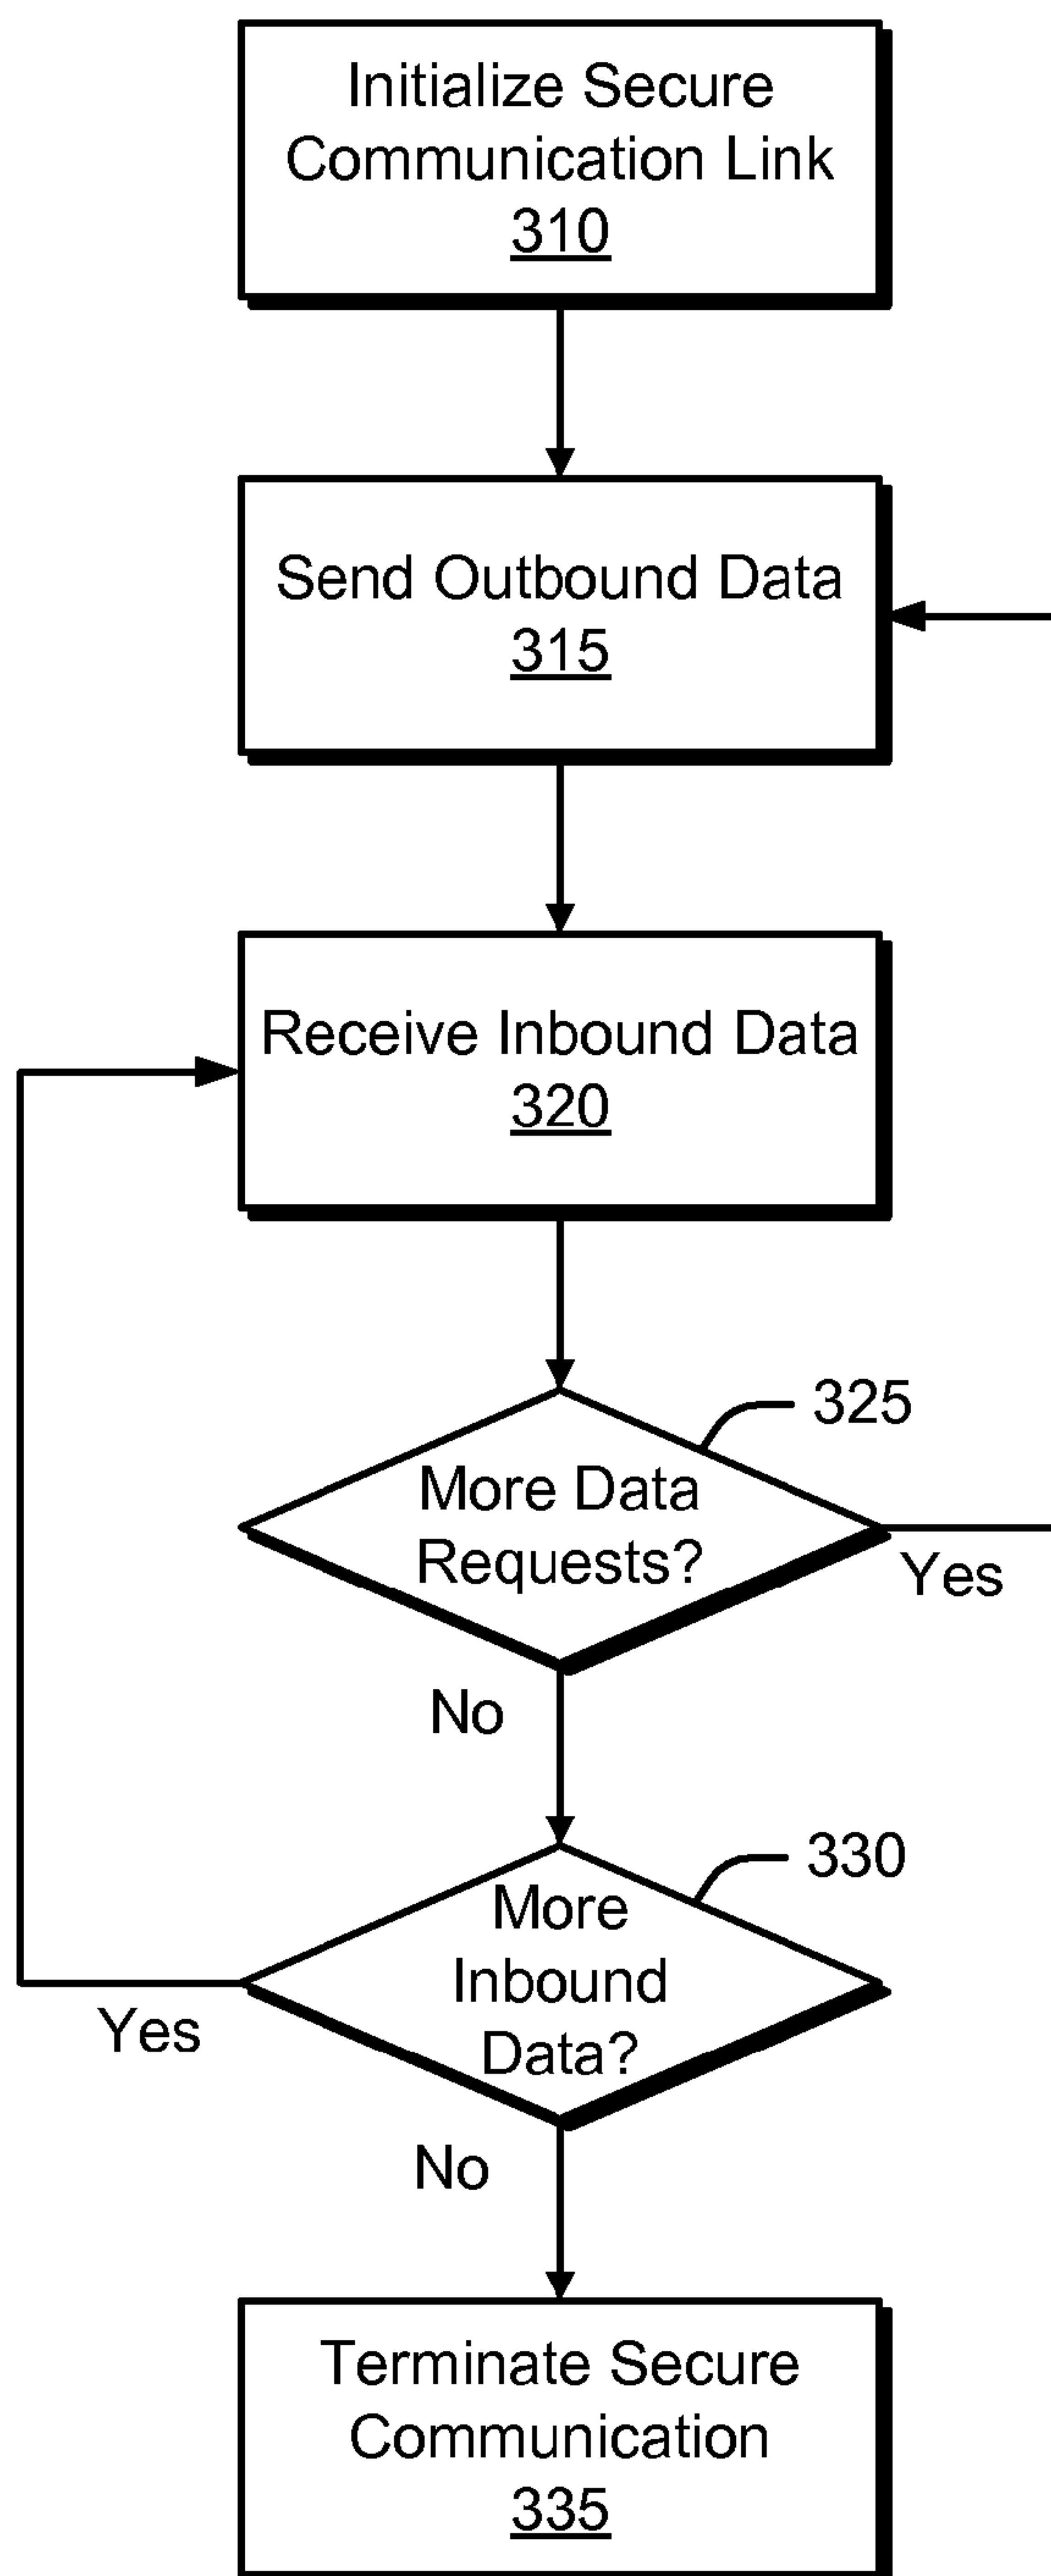 Initialize Secure
Communication Link
310
Send Outbound Data
315
Receive Inbound Data
320
325
More Data
Requests?
Yes
No
330
More
Inbound
Data?
Yes
No
Terminate Secure
Communication
335